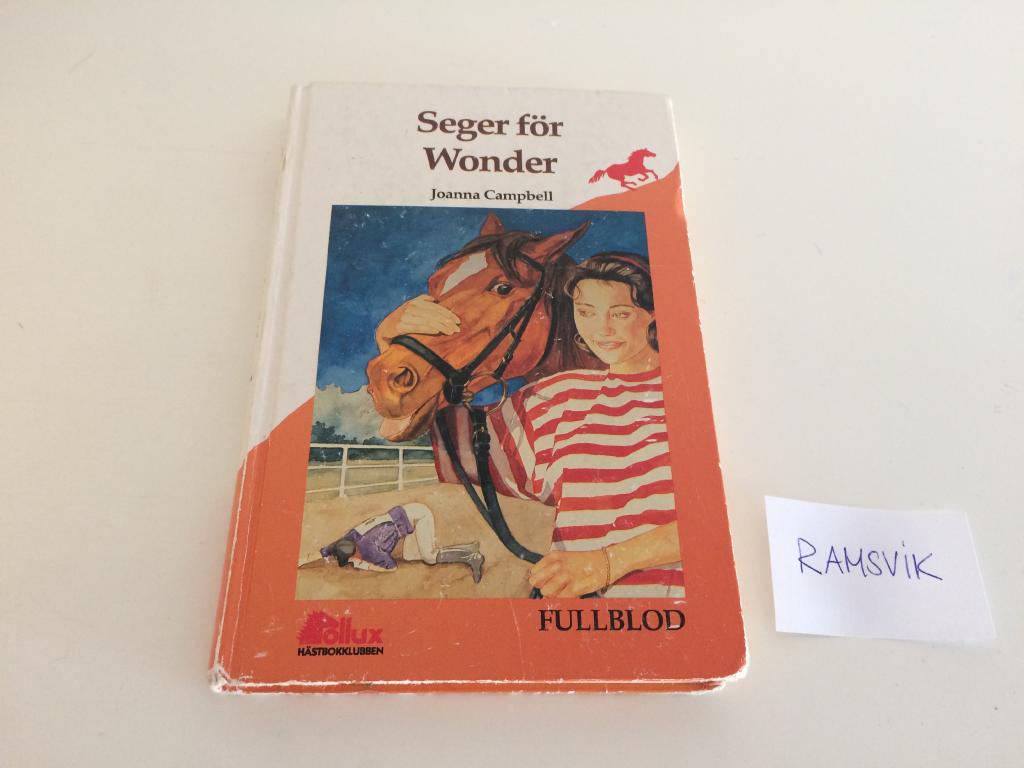 Seger för
Wonder
Joanna Campbell
FULLBLOD
Pollux
HÄSTBOKKLUBBEN
RAMSVIK